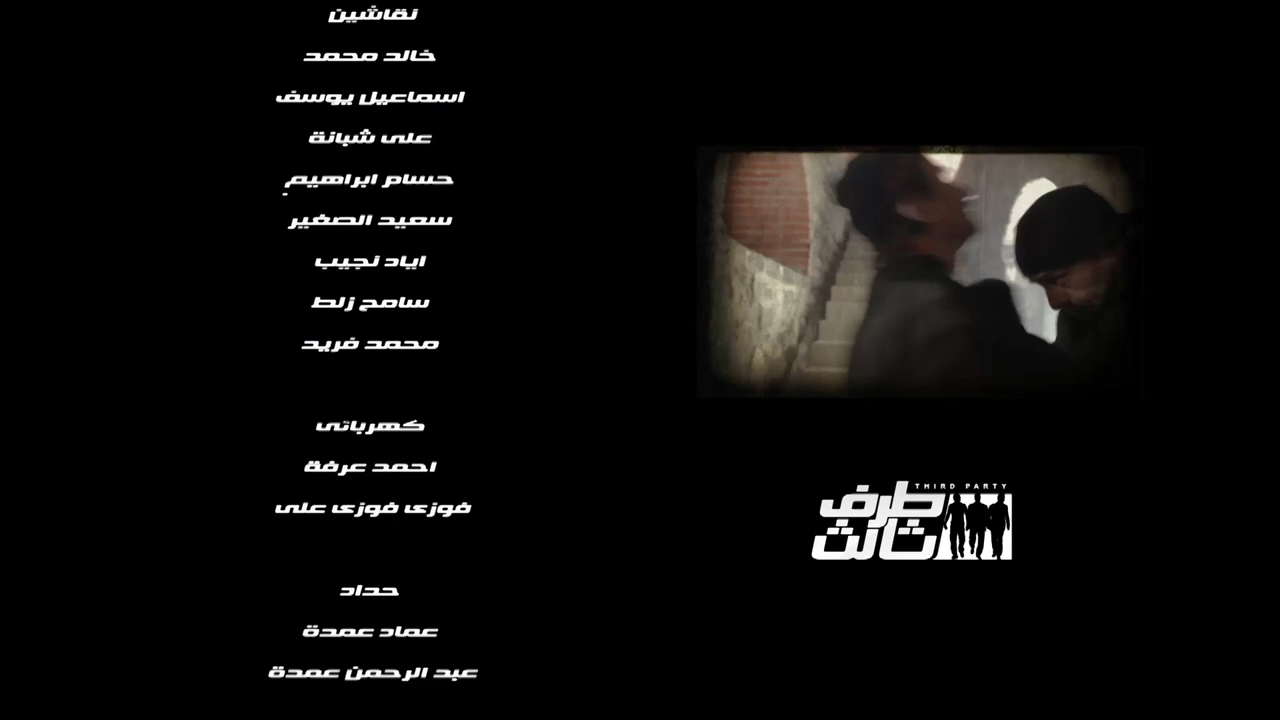 نقاشين
خالد محمد
اسماعيل يوسف
على شبانة
حسام ابراهيم
سعيد الصغير
اياد نجيب
سامح زلط
محمد فريد
كهربائى
احمد عرفة
فوزى فوزى على
حداد
عماد عمدة
عبد الرحمن عمدة
THIRD PARTY
طرف
ثالث